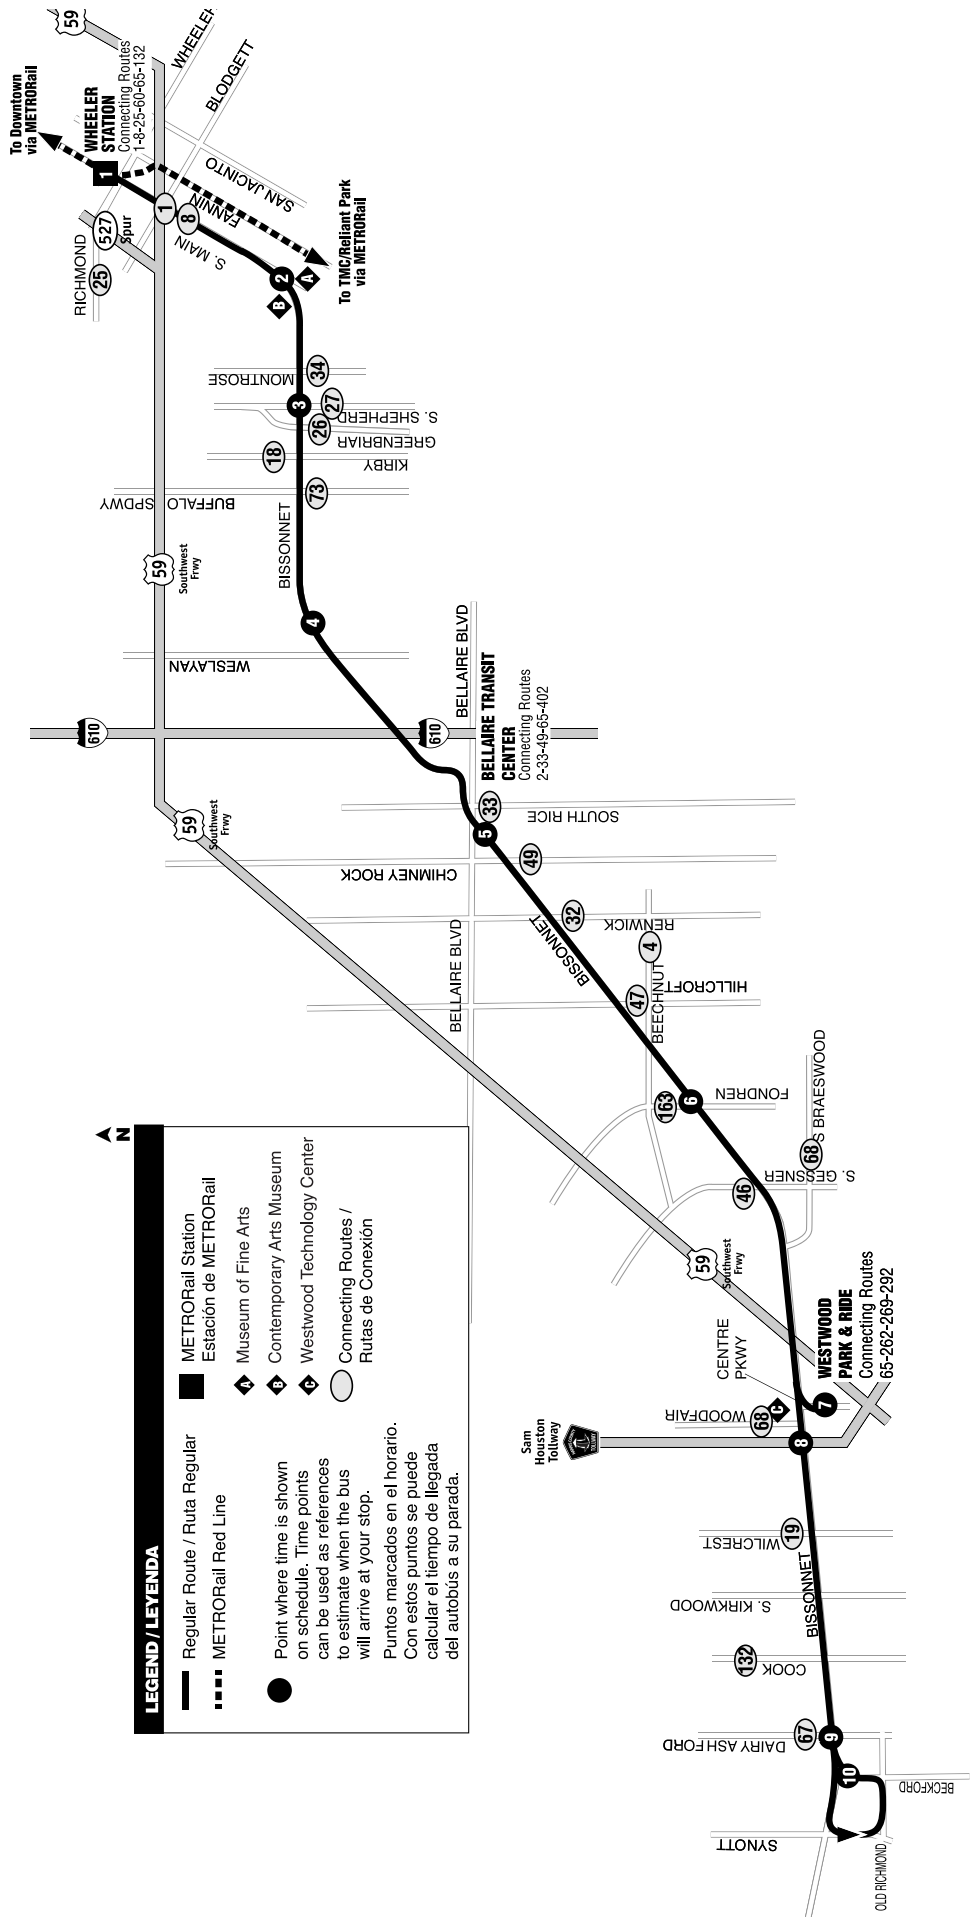 LEGEND / LEYENDA
Regular Route / Ruta Regular
METRORail Red Line
Point where time is shown
on schedule. Time points
can be used as references
to estimate when the bus
will arrive at your stop.
Puntos marcados en el horario.
Con estos puntos se puede
calcular el tiempo de llegada
del autobús a su parada.
METRORail Station
Estación de METRORail
A
Museum of Fine Arts
B
Contemporary Arts Museum
C
Westwood Technology Center
Connecting Routes /
Rutas de Conexión
N
To Downtown
via METRORail
59
1
WHEELER
STATION
Connecting Routes
1-8-25-60-65-132
WHEELER
BLODGETT
SAN JACINTO
FANNIN
S. MAIN
1
8
527
Spur
RICHMOND
25
To TMC/Reliant Park
via METRORail
2
A
B
MONTROSE
34
3
27
S. SHEPHERD
26
GREENBRIAR
18
KIRBY
73
BUFFALO SPDWY
BISSONNET
59
Southwest
Frwy
4
WESLAYAN
610
610
BELLAIRE BLVD
BELLAIRE TRANSIT
CENTER
Connecting Routes
2-33-49-65-402
59
Southwest
Frwy
33
SOUTH RICE
5
CHIMNEY ROCK
49
32
RENWICK
BISSONNET
BELLAIRE BLVD
4
BEECHNUT
47
HILLCROFT
163
6
FONDREN
S BRAESWOOD
68
S. GESSNER
46
59
Southwest
Frwy
CENTRE
PKWY
WESTWOOD
PARK & RIDE
Connecting Routes
65-262-269-292
7
WOODFAIR
68
C
Sam
Houston
Tollway
8
19
WILCREST
BISSONNET
S. KIRKWOOD
132
COOK
67
DAIRY ASHFORD
9
10
BECKFORD
SYNOTT
OLD RICHMOND